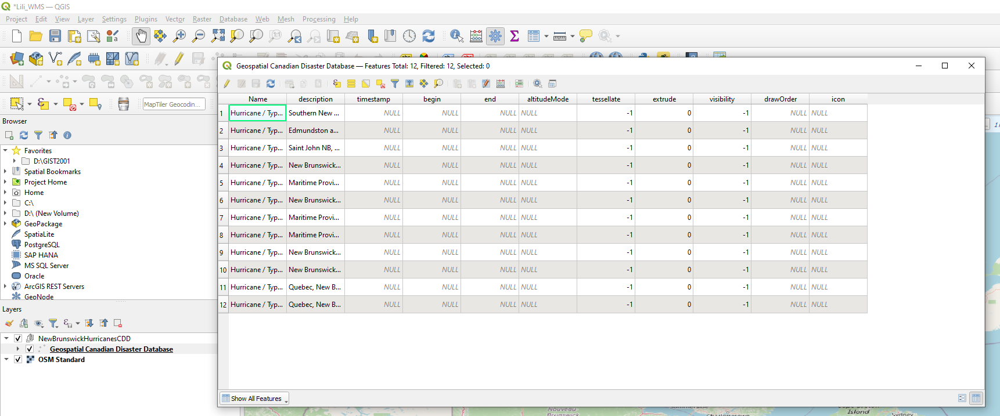 *Lili_WMS — QGIS
Project Edit View Layer Settings Plugins Vector Raster Database Web Mesh Processing Help
Geospatial Canadian Disaster Database — Features Total: 12, Filtered: 12, Selected: 0
MapTiler Geocodin...
Browser
Favorites
D:\GIST2001
Spatial Bookmarks
Project Home
Home
C:\
D:\ (New Volume)
GeoPackage
SpatiaLite
PostgreSQL
SAP HANA
MS SQL Server
Oracle
ArcGIS REST Servers
GeoNode
Layers
NewBrunswickHurricanesCDD
Geospatial Canadian Disaster Database
OSM Standard
Name description timestamp begin end altitudeMode tessellate extrude visibility drawOrder icon
1 Hurricane / Typ... Southern New ... NULL NULL NULL NULL -1 0 -1 NULL NULL
2 Hurricane / Typ... Edmundston a... NULL NULL NULL NULL -1 0 -1 NULL NULL
3 Hurricane / Typ... Saint John NB, ... NULL NULL NULL NULL -1 0 -1 NULL NULL
4 Hurricane / Typ... New Brunswick... NULL NULL NULL NULL -1 0 -1 NULL NULL
5 Hurricane / Typ... Maritime Provi... NULL NULL NULL NULL -1 0 -1 NULL NULL
6 Hurricane / Typ... New Brunswick... NULL NULL NULL NULL -1 0 -1 NULL NULL
7 Hurricane / Typ... Maritime Provi... NULL NULL NULL NULL -1 0 -1 NULL NULL
8 Hurricane / Typ... Maritime Provi... NULL NULL NULL NULL -1 0 -1 NULL NULL
9 Hurricane / Typ... New Brunswick... NULL NULL NULL NULL -1 0 -1 NULL NULL
10 Hurricane / Typ... New Brunswick... NULL NULL NULL NULL -1 0 -1 NULL NULL
11 Hurricane / Typ... Quebec, New B... NULL NULL NULL NULL -1 0 -1 NULL NULL
12 Hurricane / Typ... Quebec, New B... NULL NULL NULL NULL -1 0 -1 NULL NULL
Show All Features
Nouveau
Island
Sydney